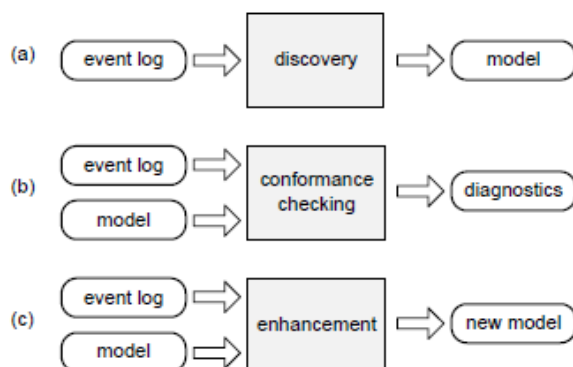 (a) event log discovery model
event log
(b) conformance checking diagnostics
model
event log
(c) enhancement new model
model